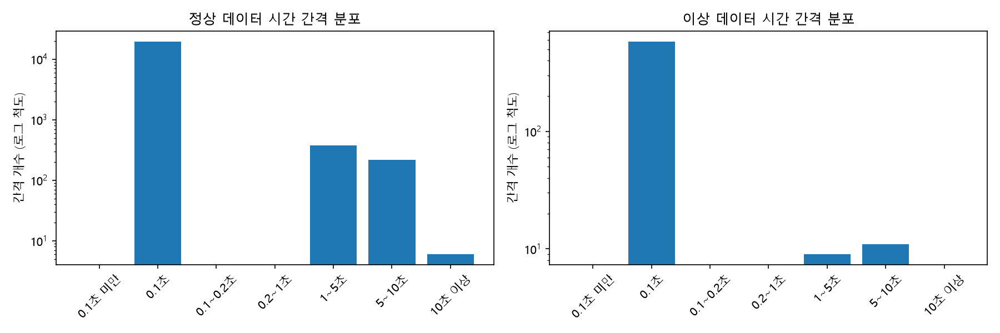 정상 데이터 시간 간격 분포
간격 개수 (로그 척도)
10⁴
10³
10²
10¹
0.1초 미만
0.1초
0.1~0.2초
0.2~1초
1~5초
5~10초
10초 이상
이상 데이터 시간 간격 분포
간격 개수 (로그 척도)
10²
10¹
0.1초 미만
0.1초
0.1~0.2초
0.2~1초
1~5초
5~10초
10초 이상